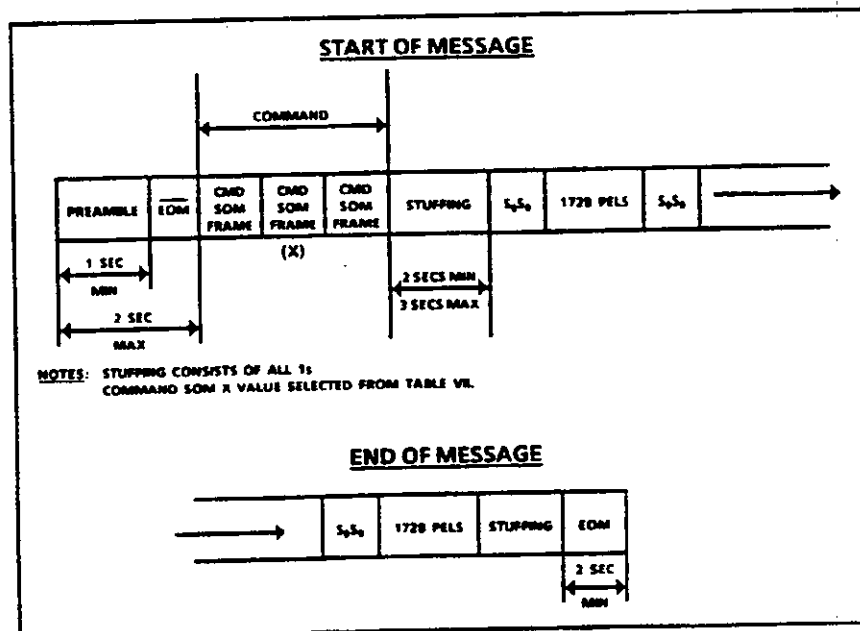 START OF MESSAGE
COMMAND
PREAMBLE
EOM
CMD SOM FRAME
CMD SOM FRAME
CMD SOM FRAME
STUFFING
S₀S₀
1728 PELS
S₀S₀
(X)
1 SEC
MIN
2 SEC
MAX
2 SECS MIN
3 SECS MAX
NOTES: STUFFING CONSISTS OF ALL 1s
COMMAND SOM X VALUE SELECTED FROM TABLE VII.
END OF MESSAGE
S₀S₀
1728 PELS
STUFFING
EOM
2 SEC
MIN